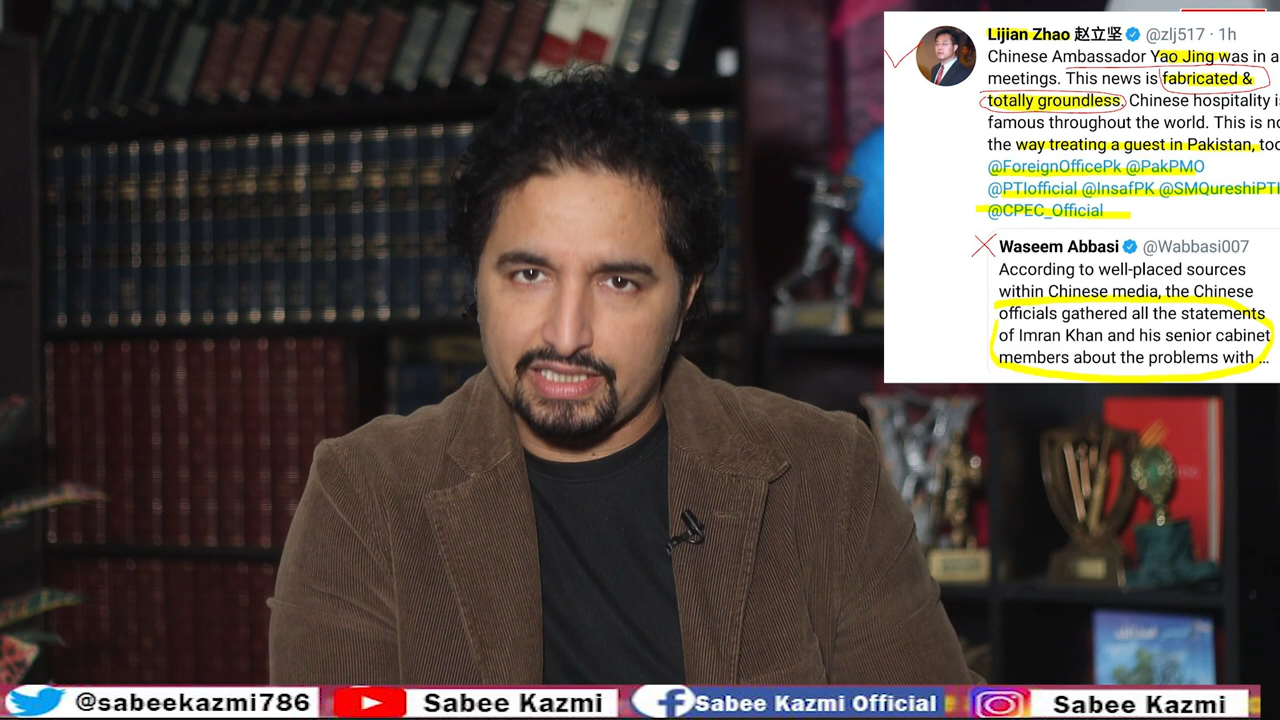 Lijian Zhao 赵立坚 @zlj517 · 1h
Chinese Ambassador Yao Jing was in a
meetings. This news is fabricated &
totally groundless. Chinese hospitality i
famous throughout the world. This is no
the way treating a guest in Pakistan, too
@ForeignOfficePk @PakPMO
@PTIofficial @InsafPK @SMQureshiPTI
@CPEC_Official
Waseem Abbasi @Wabbasi007
According to well-placed sources
within Chinese media, the Chinese
officials gathered all the statements
of Imran Khan and his senior cabinet
members about the problems with ...
@sabeekazmi786
Sabee Kazmi
Sabee Kazmi Official
Sabee Kazmi